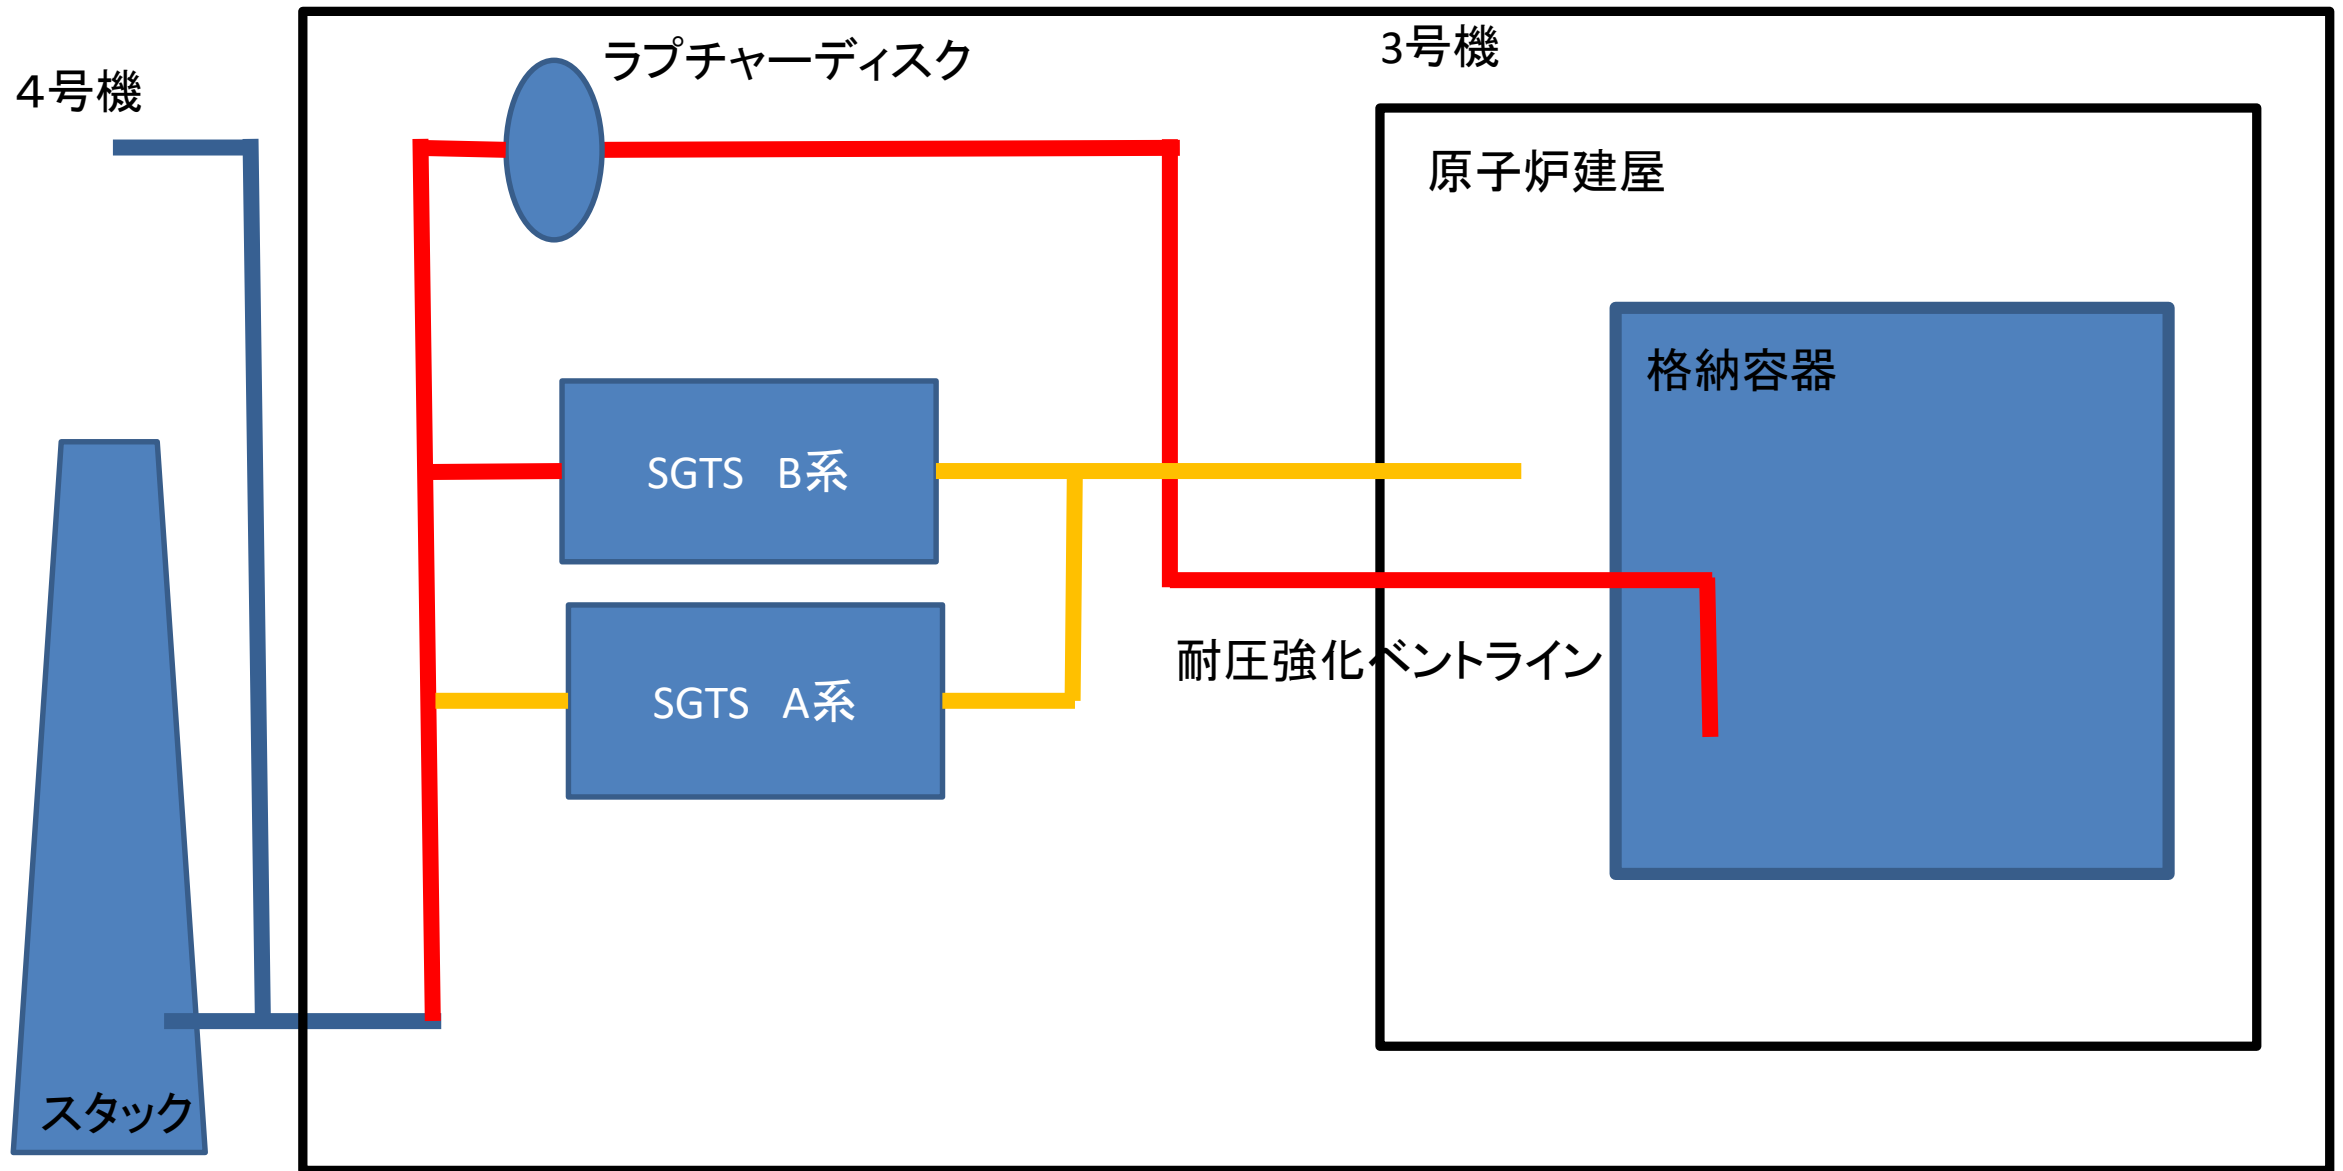 ラプチャーディスク
3号機
４号機
原子炉建屋
格納容器
SGTS　B系
耐圧強化ベントライン
SGTS　A系
スタック